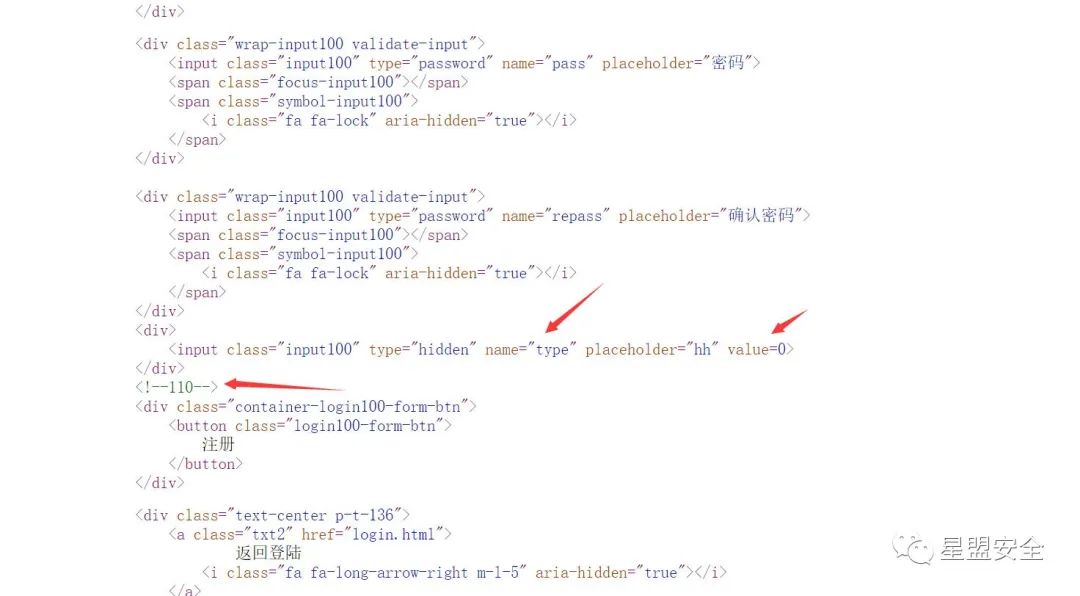 </div>
<div class="wrap-input100 validate-input">
<input class="input100" type="password" name="pass" placeholder="密码">
<span class="focus-input100"></span>
<span class="symbol-input100">
<i class="fa fa-lock" aria-hidden="true"></i>
</span>
</div>
<div class="wrap-input100 validate-input">
<input class="input100" type="password" name="repass" placeholder="确认密码">
<span class="focus-input100"></span>
<span class="symbol-input100">
<i class="fa fa-lock" aria-hidden="true"></i>
</span>
</div>
<div>
<input class="input100" type="hidden" name="type" placeholder="hh" value=0>
</div>
<!--110-->
<div class="container-login100-form-btn">
<button class="login100-form-btn">
注册
</button>
</div>
<div class="text-center p-t-136">
<a class="txt2" href="login.html">
返回登陆
<i class="fa fa-long-arrow-right m-l-5" aria-hidden="true"></i>
</a>
星盟安全